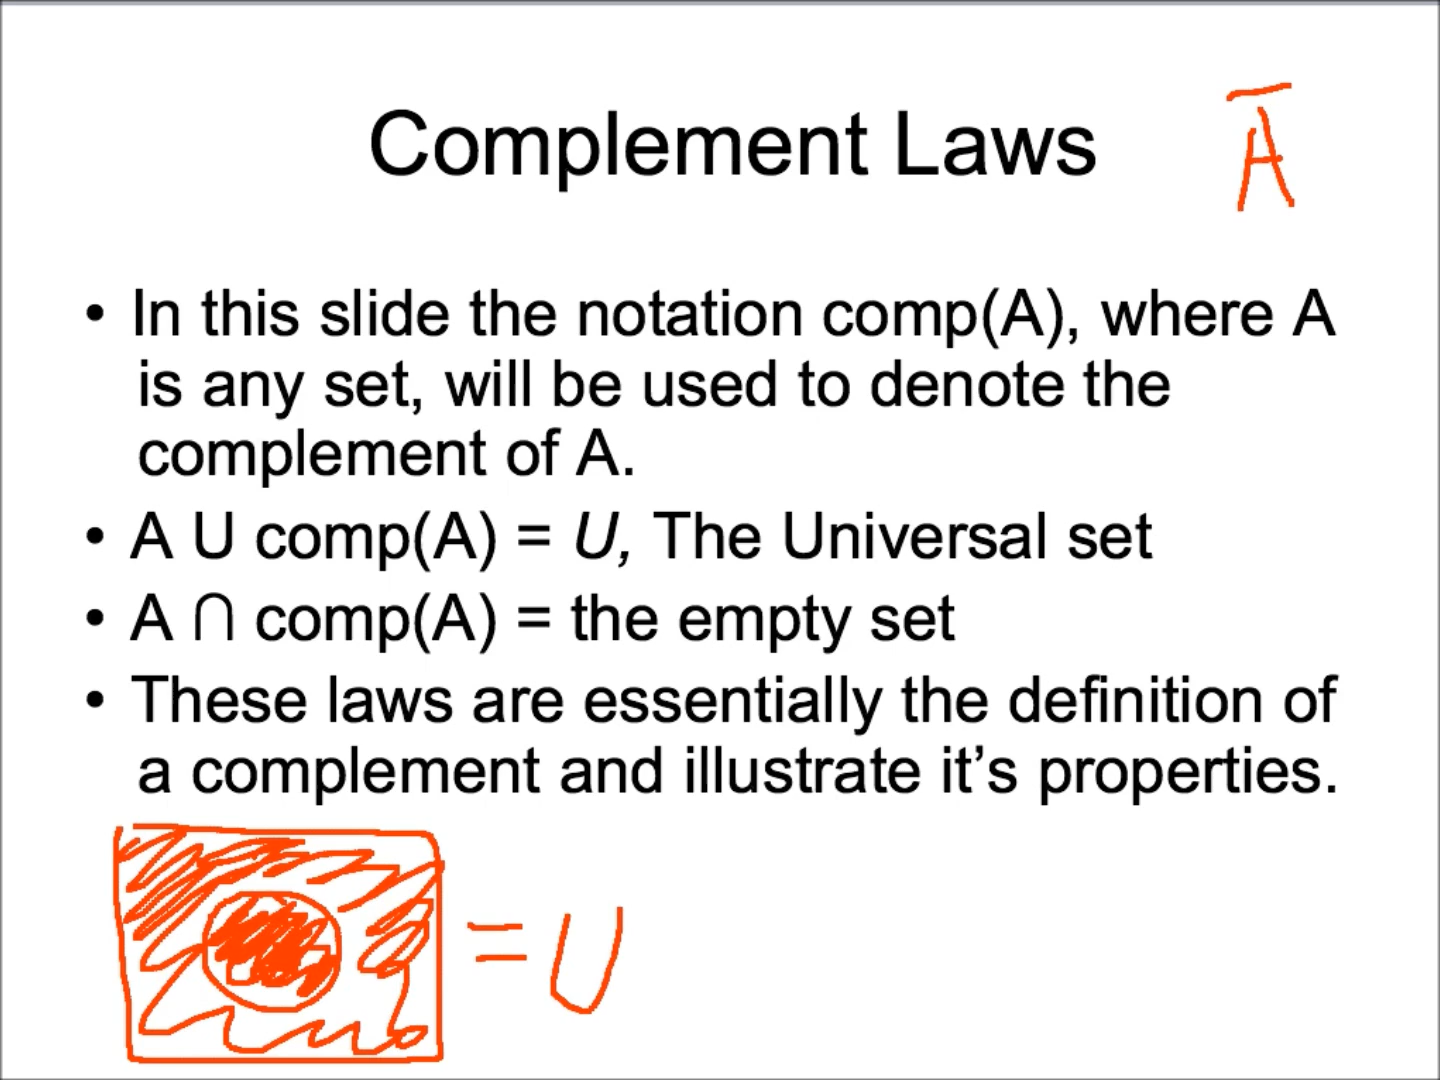 Complement Laws
Ā
• In this slide the notation comp(A), where A
is any set, will be used to denote the
complement of A.
• A U comp(A) = U, The Universal set
• A ∩ comp(A) = the empty set
• These laws are essentially the definition of
a complement and illustrate it’s properties.
= U